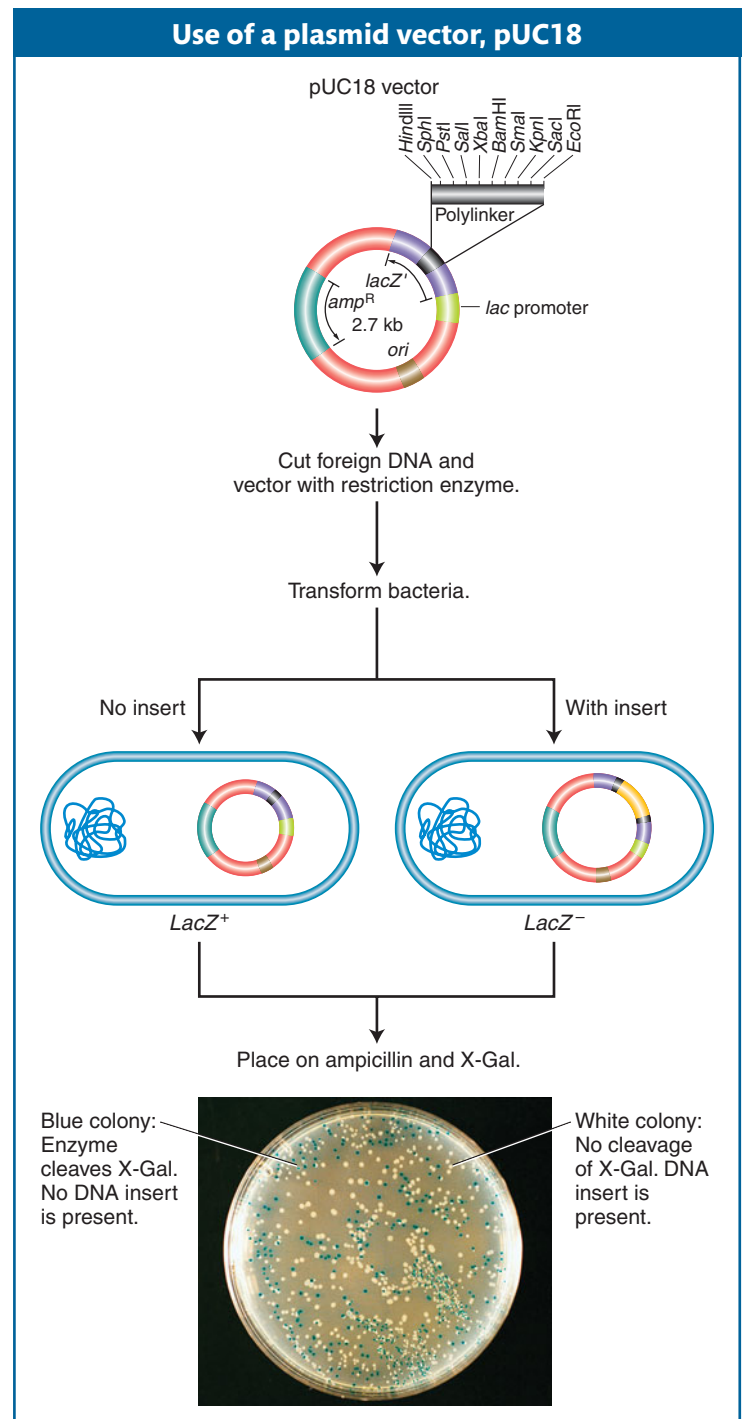 Use of a plasmid vector, pUC18
pUC18 vector
HindIII
SphI
PstI
SalI
XbaI
BamHI
SmaI
KpnI
SacI
EcoRI
Polylinker
lacZ'
ampR
2.7 kb
ori
lac promoter
Cut foreign DNA and
vector with restriction enzyme.
Transform bacteria.
No insert
With insert
LacZ+
LacZ−
Place on ampicillin and X-Gal.
Blue colony:
Enzyme
cleaves X-Gal.
No DNA insert
is present.
White colony:
No cleavage
of X-Gal. DNA
insert is
present.